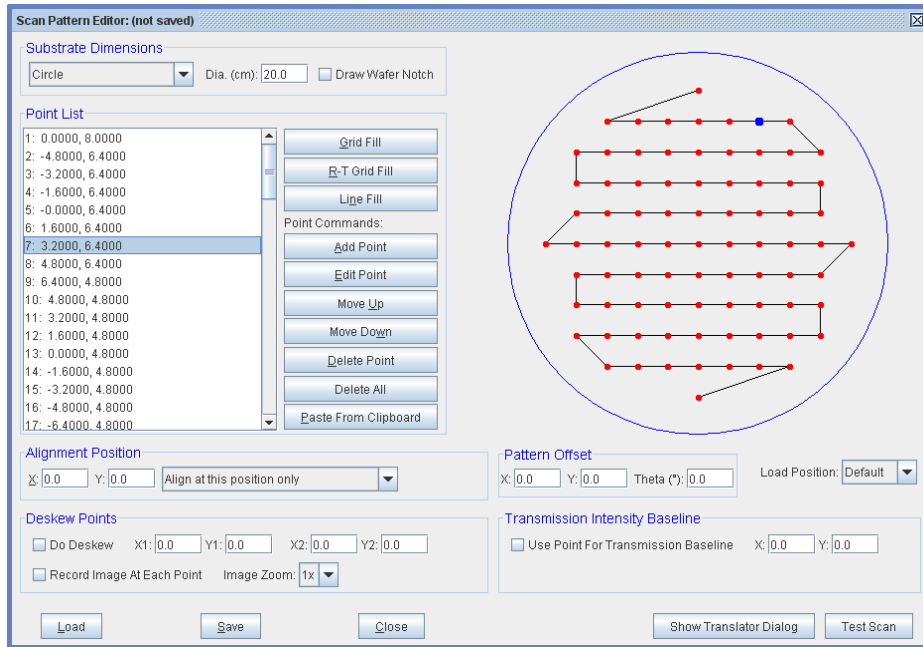 Scan Pattern Editor: (not saved)
Substrate Dimensions
Circle Dia. (cm): 20.0 Draw Wafer Notch
Point List
1: 0.0000, 8.0000
2: -4.8000, 6.4000
3: -3.2000, 6.4000
4: -1.6000, 6.4000
5: -0.0000, 6.4000
6: 1.6000, 6.4000
7: 3.2000, 6.4000
8: 4.8000, 6.4000
9: 6.4000, 4.8000
10: 4.8000, 4.8000
11: 3.2000, 4.8000
12: 1.6000, 4.8000
13: 0.0000, 4.8000
14: -1.6000, 4.8000
15: -3.2000, 4.8000
16: -4.8000, 4.8000
17: -6.4000, 4.8000
Grid Fill
R-T Grid Fill
Line Fill
Point Commands:
Add Point
Edit Point
Move Up
Move Down
Delete Point
Delete All
Paste From Clipboard
Alignment Position
X: 0.0 Y: 0.0 Align at this position only
Pattern Offset
X: 0.0 Y: 0.0 Theta (°): 0.0
Load Position: Default
Deskew Points
Do Deskew X1: 0.0 Y1: 0.0 X2: 0.0 Y2: 0.0
Record Image At Each Point Image Zoom: 1x
Transmission Intensity Baseline
Use Point For Transmission Baseline X: 0.0 Y: 0.0
Load Save Close Show Translator Dialog Test Scan